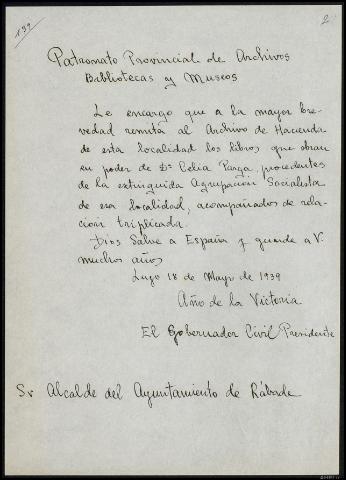 139
2
Patronato Provincial de Archivos
Bibliotecas y Museos
Le encargo que a la mayor bre-
vedad remita al Archivo de Hacienda
de esta localidad los libros que obran
en poder de Dª Celia Parga, procedentes
de la extinguida Agrupacion Socialista
de esa localidad, acompañados de rela-
cion triplicada.
Dios Salve a España y guarde a V.
muchos años
Lugo 18 de Mayo de 1939
Año de la Victoria
El Gobernador Civil Presidente
Sr Alcalde del Ayuntamiento de Rábade